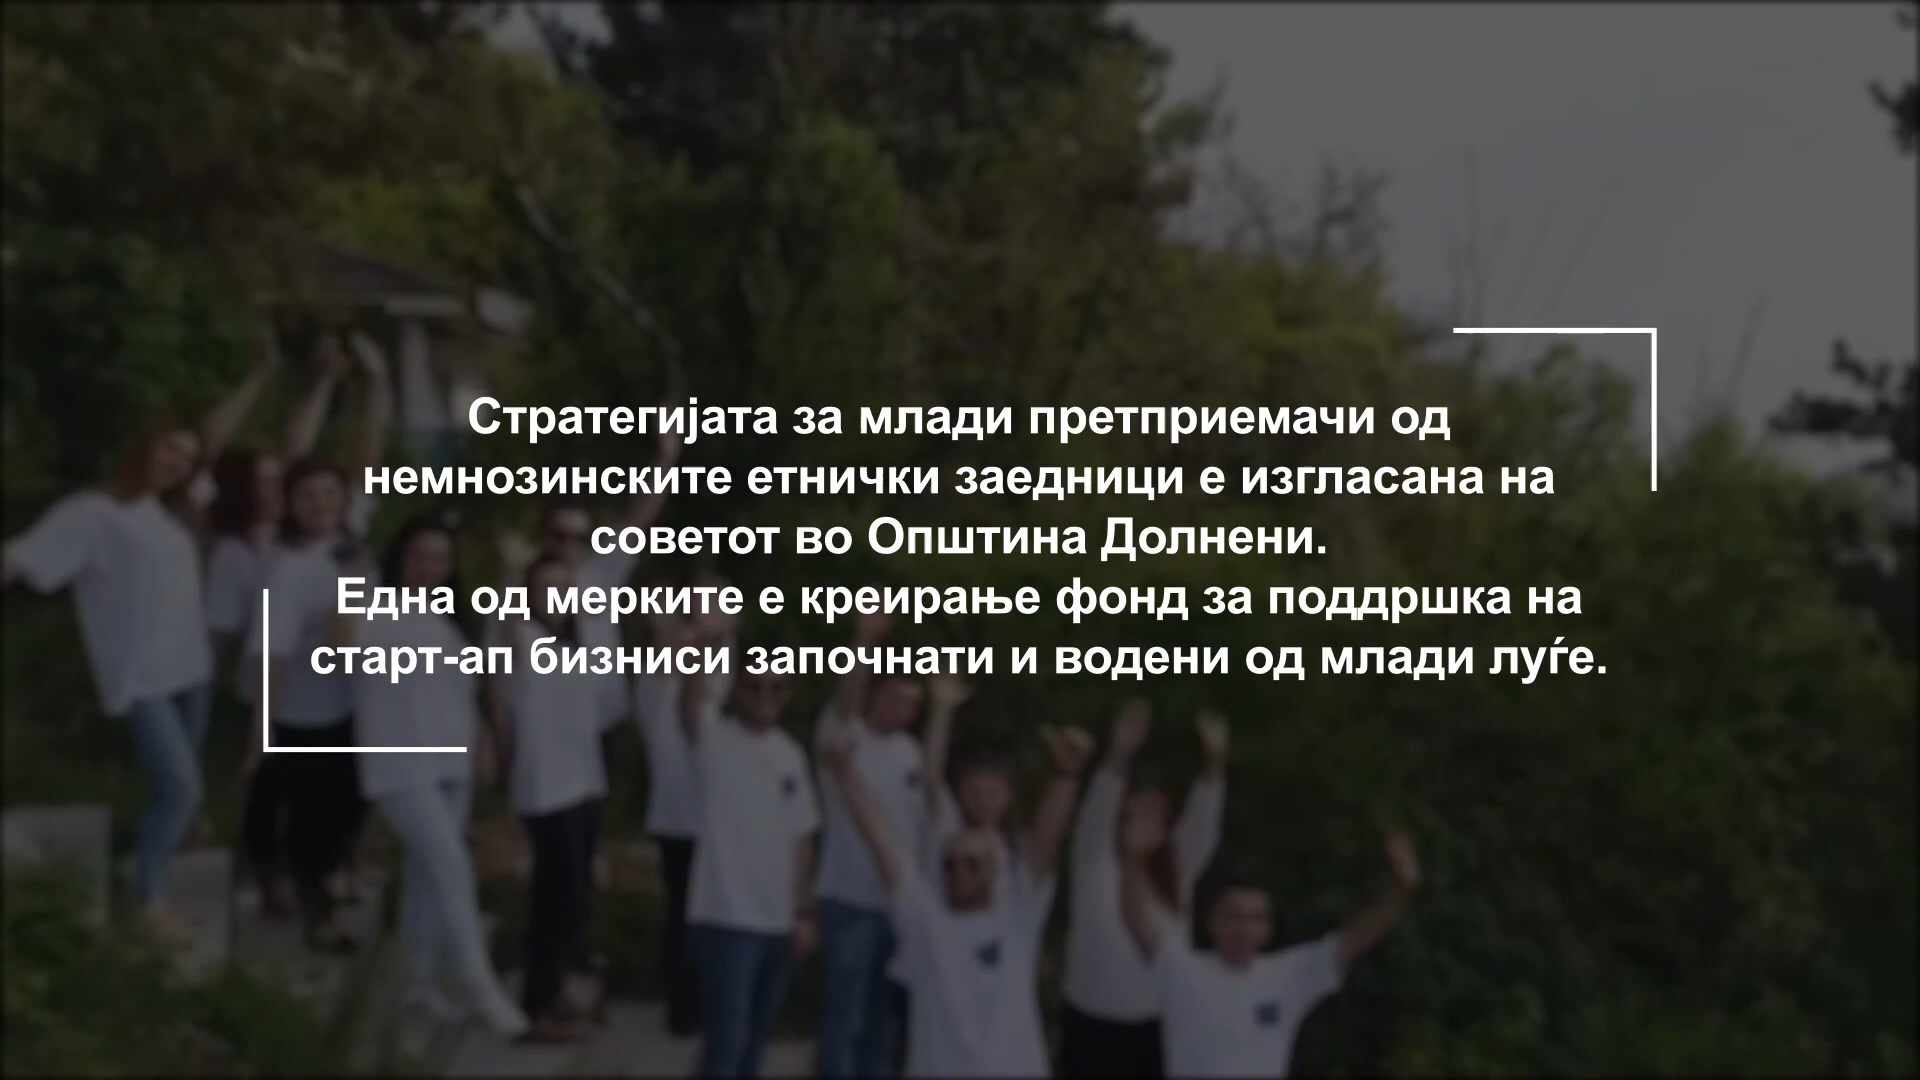 Стратегијата за млади претприемачи од
немнозинските етнички заедници е изгласана на
советот во Општина Долнени.
Една од мерките е креирање фонд за поддршка на
старт-ап бизниси започнати и водени од млади луѓе.